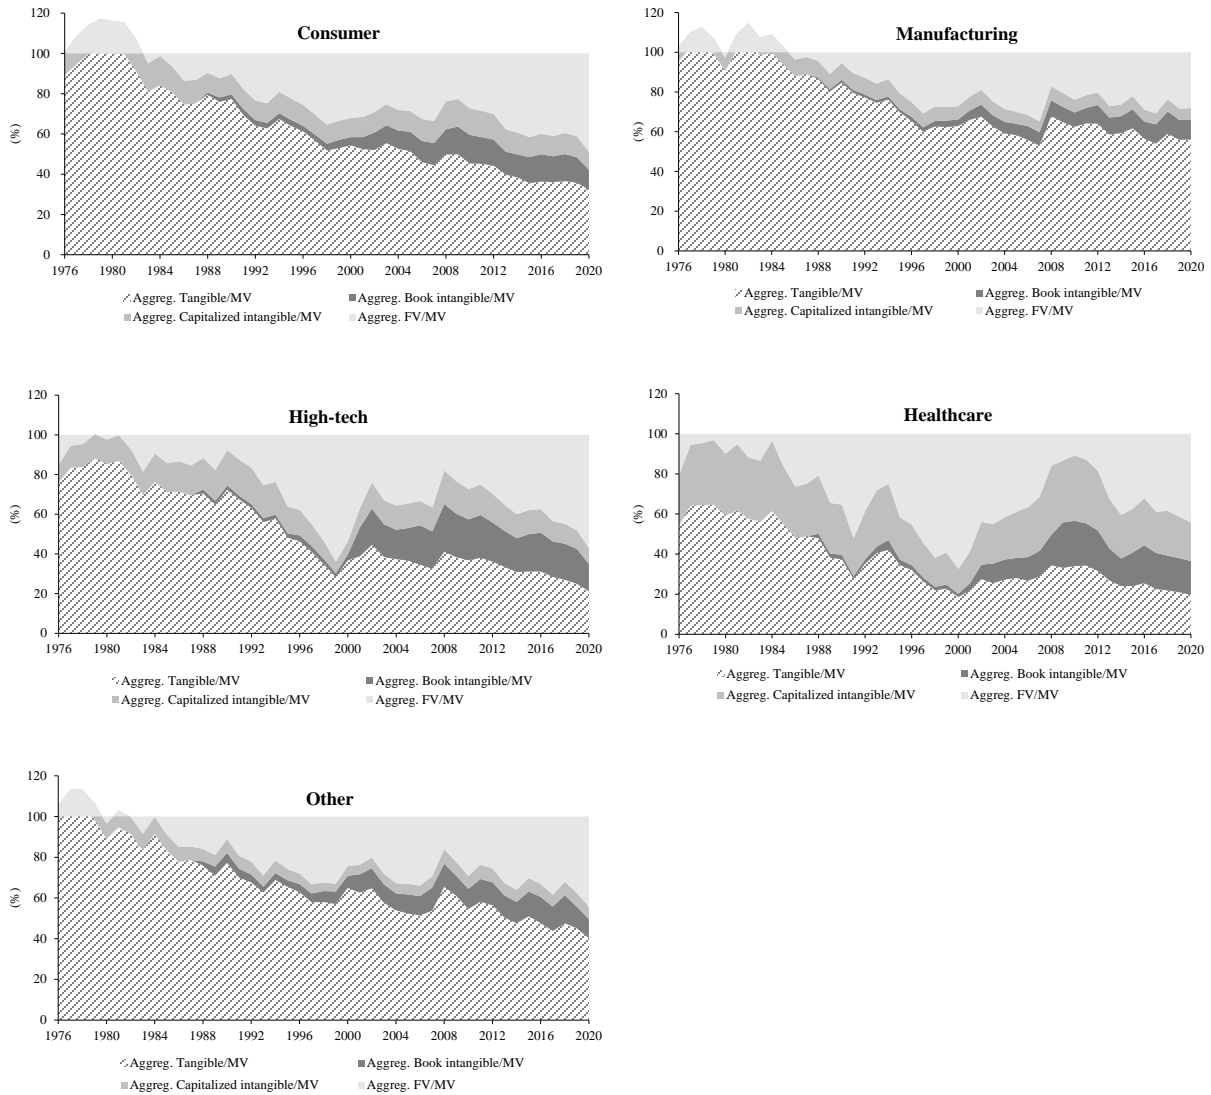 Consumer
(%)
120
100
80
60
40
20
0
1976 1980 1984 1988 1992 1996 2000 2004 2008 2012 2016 2020
Aggreg. Tangible/MV Aggreg. Book intangible/MV
Aggreg. Capitalized intangible/MV Aggreg. FV/MV
Manufacturing
(%)
120
100
80
60
40
20
0
1976 1980 1984 1988 1992 1996 2000 2004 2008 2012 2016 2020
Aggreg. Tangible/MV Aggreg. Book intangible/MV
Aggreg. Capitalized intangible/MV Aggreg. FV/MV
High-tech
(%)
120
100
80
60
40
20
0
1976 1980 1984 1988 1992 1996 2000 2004 2008 2012 2016 2020
Aggreg. Tangible/MV Aggreg. Book intangible/MV
Aggreg. Capitalized intangible/MV Aggreg. FV/MV
Healthcare
(%)
120
100
80
60
40
20
0
1976 1980 1984 1988 1992 1996 2000 2004 2008 2012 2016 2020
Aggreg. Tangible/MV Aggreg. Book intangible/MV
Aggreg. Capitalized intangible/MV Aggreg. FV/MV
Other
(%)
120
100
80
60
40
20
0
1976 1980 1984 1988 1992 1996 2000 2004 2008 2012 2016 2020
Aggreg. Tangible/MV Aggreg. Book intangible/MV
Aggreg. Capitalized intangible/MV Aggreg. FV/MV